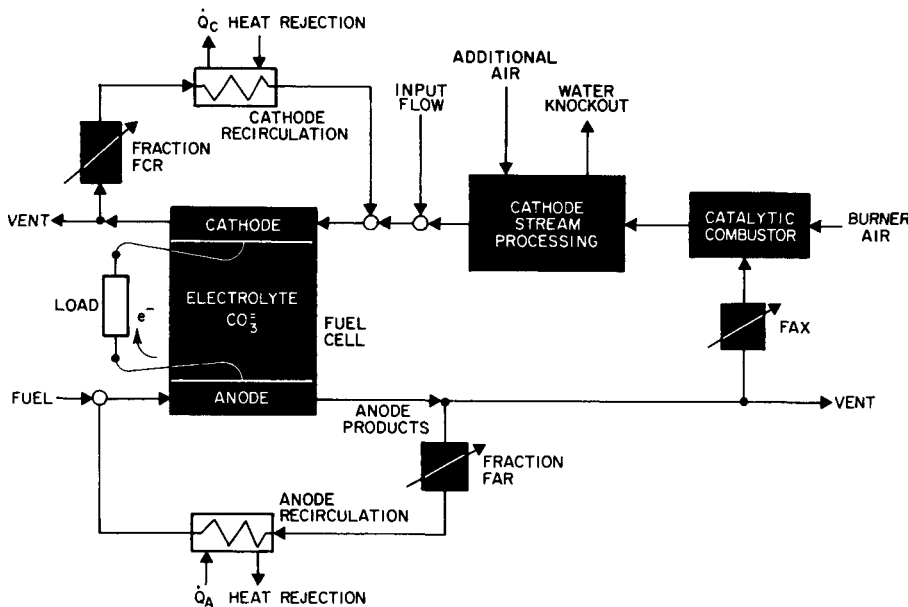 Q̇C HEAT REJECTION
CATHODE
RECIRCULATION
FRACTION
FCR
INPUT
FLOW
ADDITIONAL
AIR
WATER
KNOCKOUT
VENT
CATHODE
CATHODE
STREAM
PROCESSING
CATALYTIC
COMBUSTOR
BURNER
AIR
LOAD
e⁻
ELECTROLYTE
CO₃⁼
FUEL
CELL
FAX
FUEL
ANODE
ANODE
PRODUCTS
VENT
FRACTION
FAR
ANODE
RECIRCULATION
Q̇A HEAT REJECTION